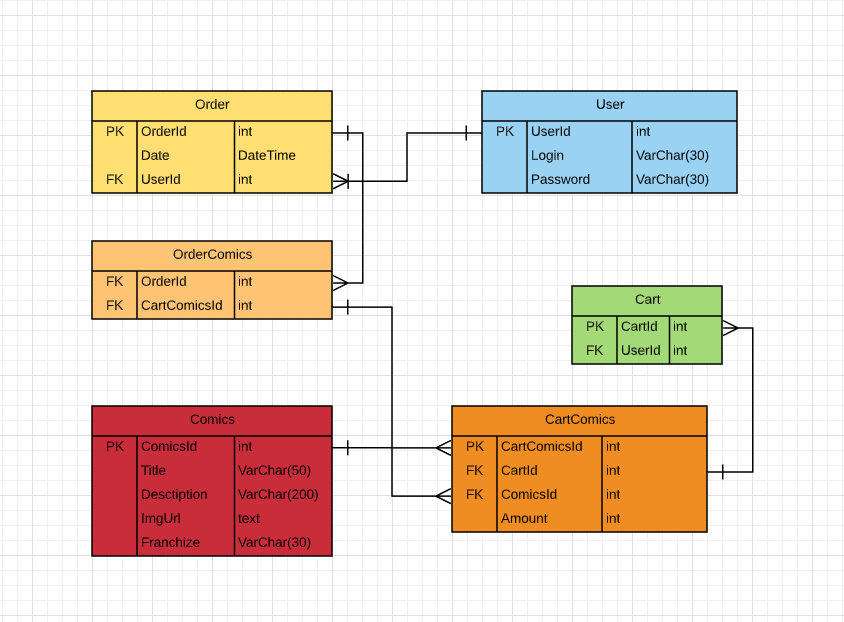 Order
PK OrderId int
Date DateTime
FK UserId int
User
PK UserId int
Login VarChar(30)
Password VarChar(30)
OrderComics
FK OrderId int
FK CartComicsId int
Cart
PK CartId int
FK UserId int
Comics
PK ComicsId int
Title VarChar(50)
Desctiption VarChar(200)
ImgUrl text
Franchize VarChar(30)
CartComics
PK CartComicsId int
FK CartId int
FK ComicsId int
Amount int